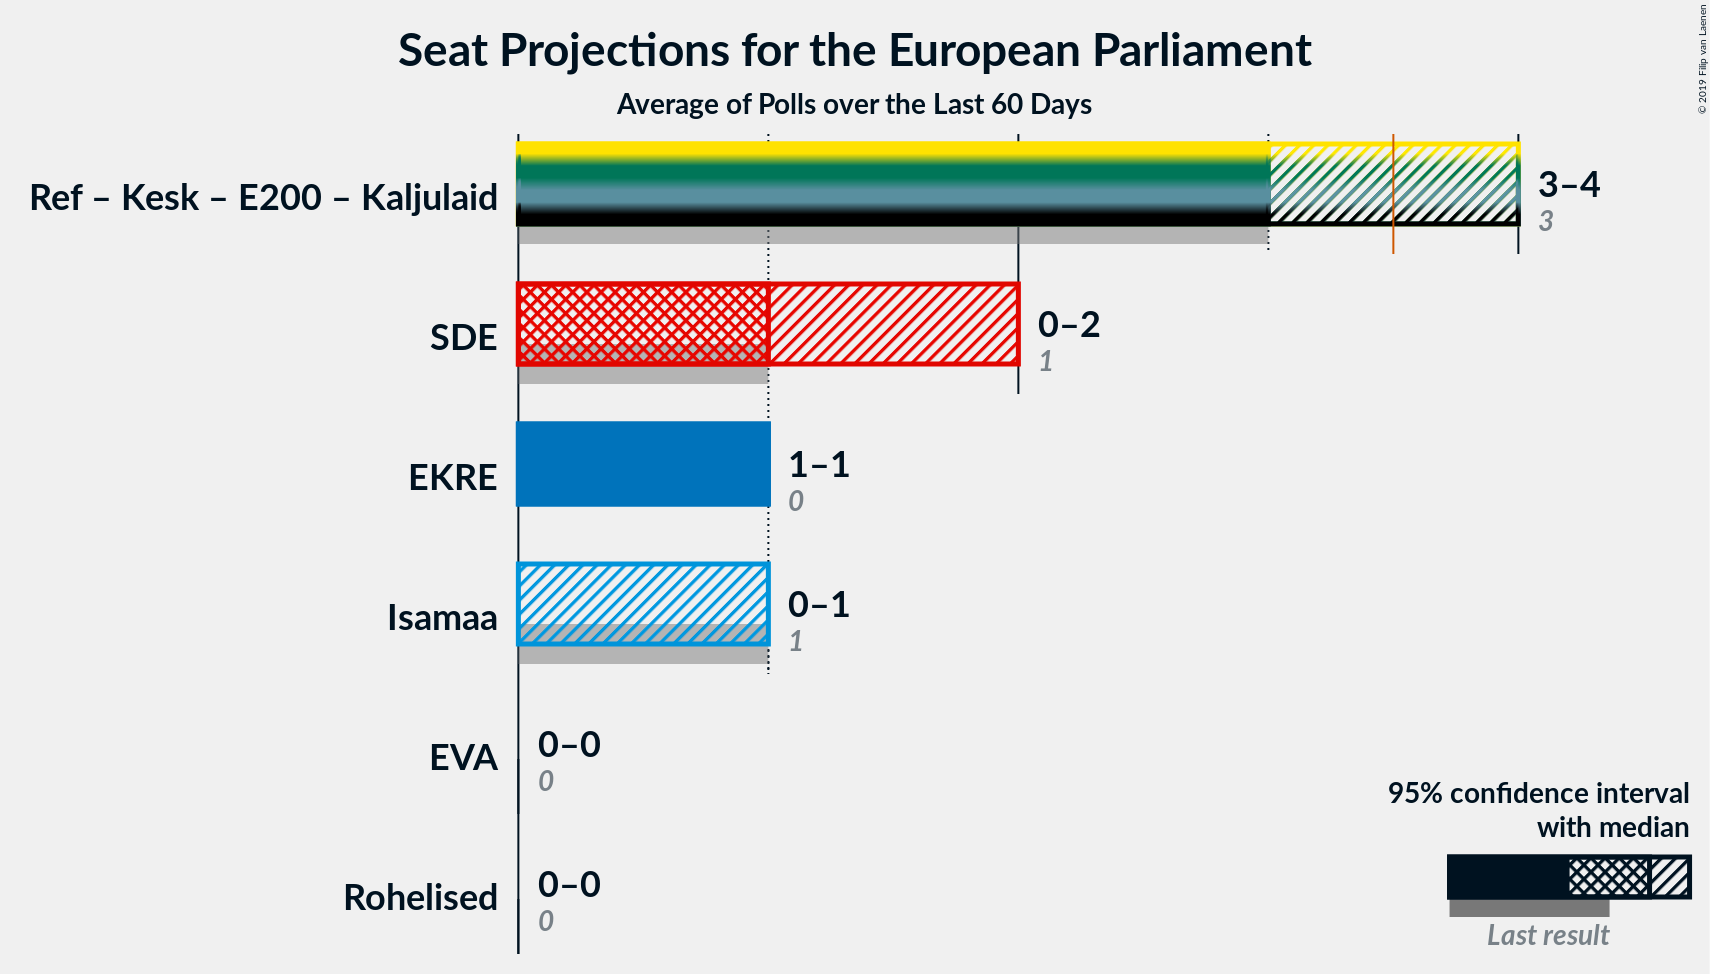 Seat Projections for the European Parliament
Average of Polls over the Last 60 Days
© 2019 Filip van Laenen
Ref – Kesk – E200 – Kaljulaid
3–4
3
SDE
0–2
1
EKRE
1–1
0
Isamaa
0–1
1
EVA
0–0
0
Rohelised
0–0
0
95% confidence interval
with median
Last result